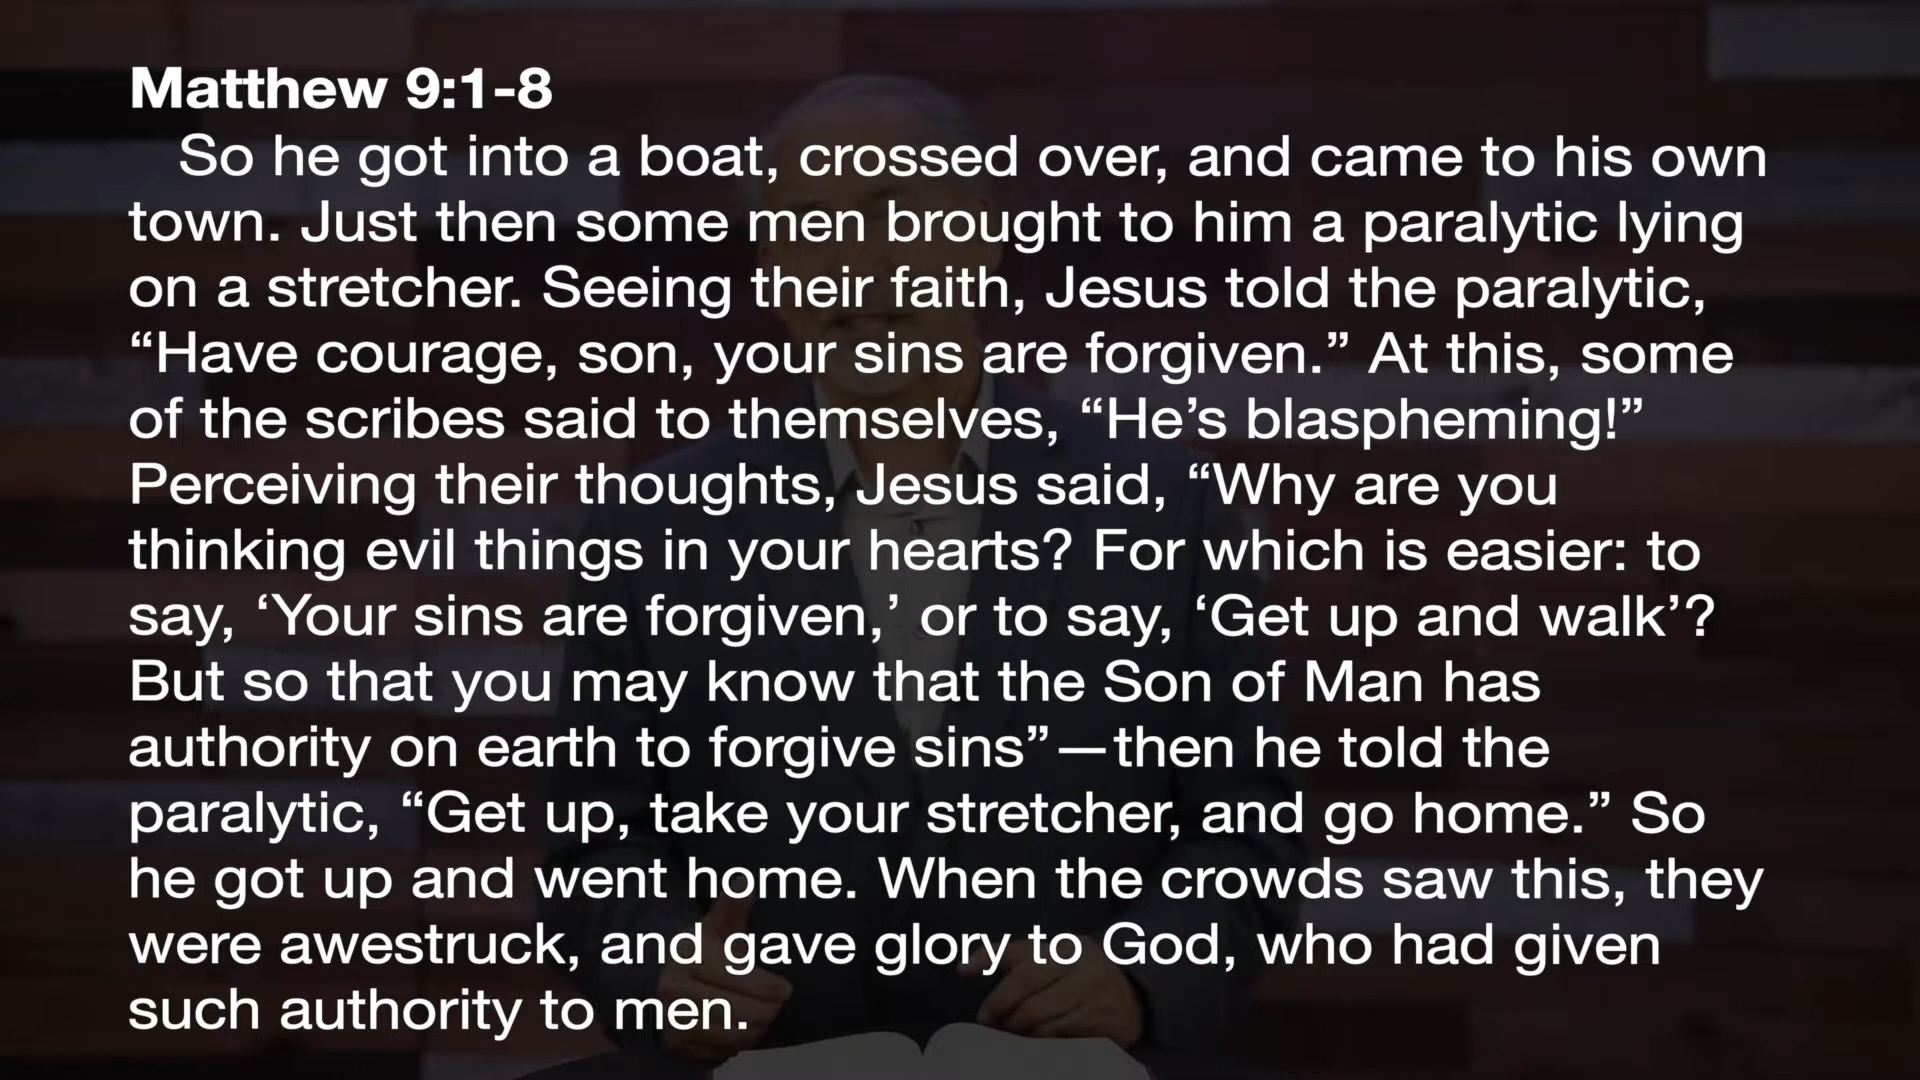 Matthew 9:1-8
So he got into a boat, crossed over, and came to his own
town. Just then some men brought to him a paralytic lying
on a stretcher. Seeing their faith, Jesus told the paralytic,
“Have courage, son, your sins are forgiven.” At this, some
of the scribes said to themselves, “He’s blaspheming!”
Perceiving their thoughts, Jesus said, “Why are you
thinking evil things in your hearts? For which is easier: to
say, ‘Your sins are forgiven,’ or to say, ‘Get up and walk’?
But so that you may know that the Son of Man has
authority on earth to forgive sins”—then he told the
paralytic, “Get up, take your stretcher, and go home.” So
he got up and went home. When the crowds saw this, they
were awestruck, and gave glory to God, who had given
such authority to men.